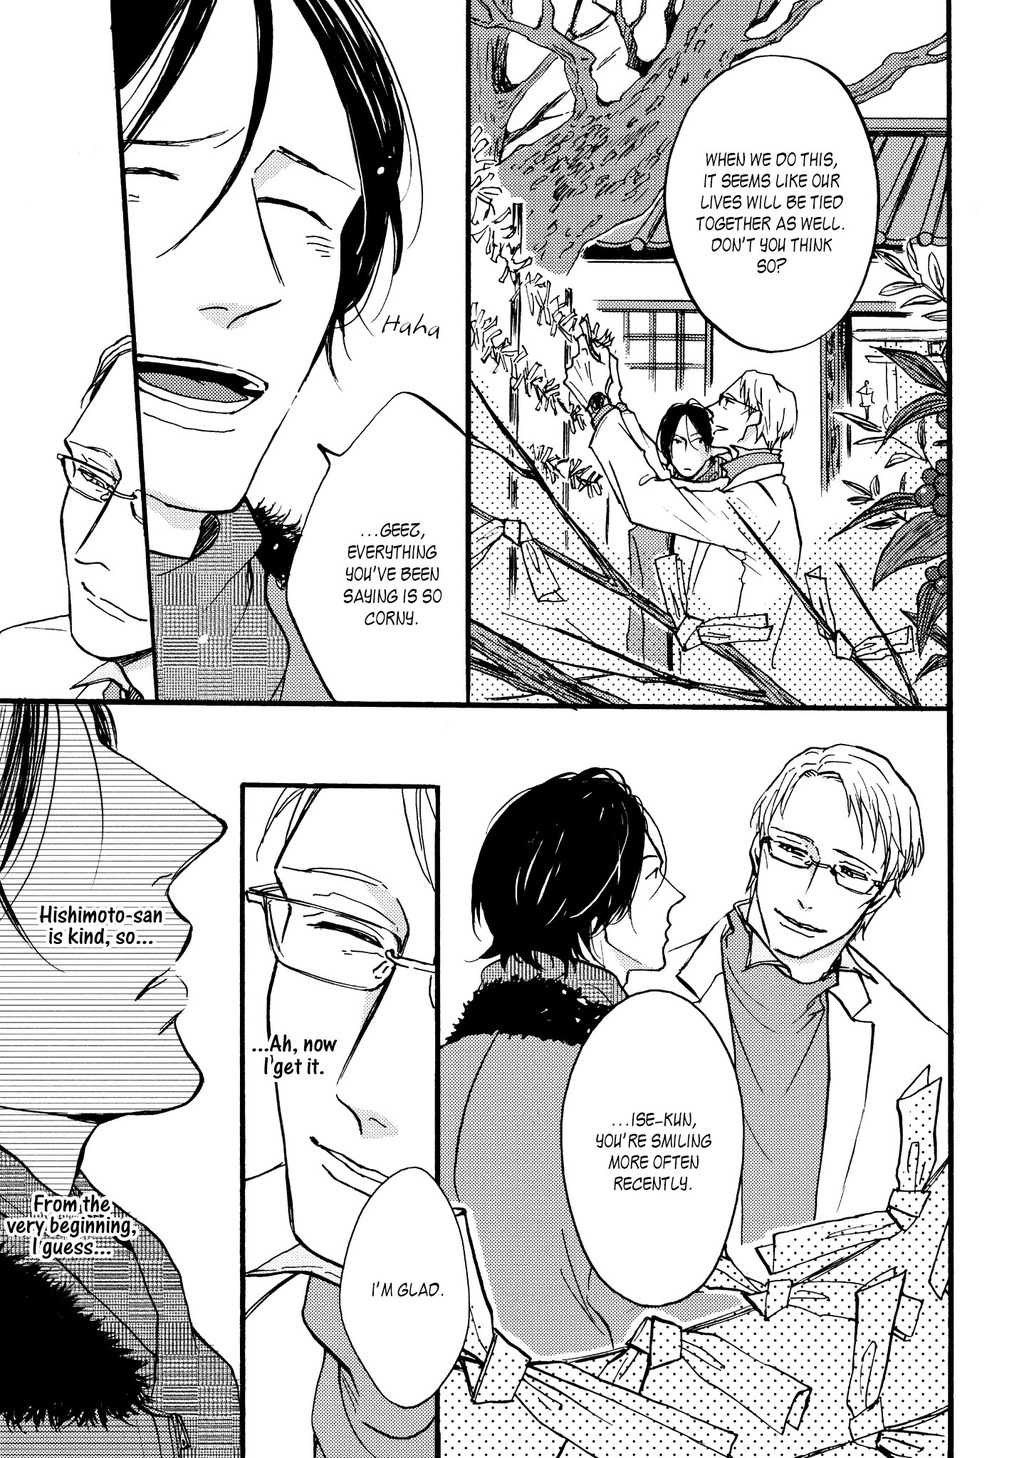 WHEN WE DO THIS,
IT SEEMS LIKE OUR
LIVES WILL BE TIED
TOGETHER AS WELL.
DON'T YOU THINK
SO?
Haha
...GEEZ,
EVERYTHING
YOU'VE BEEN
SAYING IS SO
CORNY.
...ISE-KUN,
YOU'RE SMILING
MORE OFTEN
RECENTLY.
...Ah, now
I get it.
I'M GLAD.
Hishimoto-san
is kind, so...
From the
very beginning,
I guess...